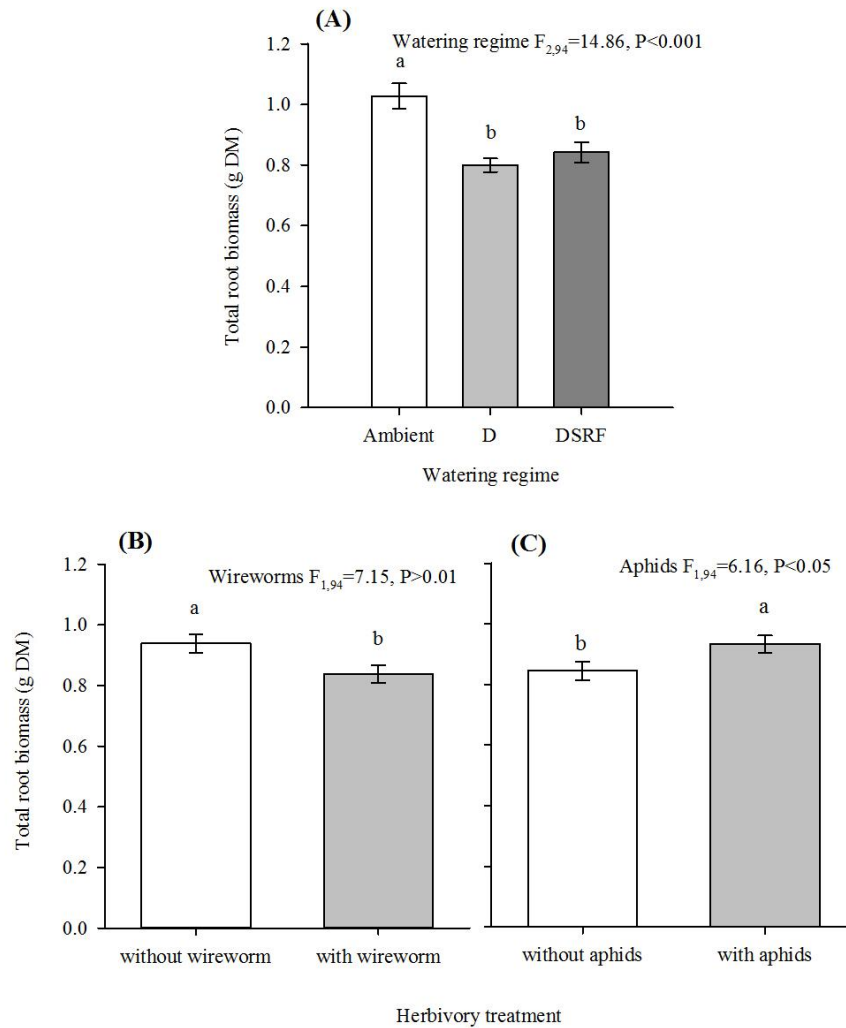 (A)
Watering regime F2,94=14.86, P<0.001
Total root biomass (g DM)
1.2
1.0
0.8
0.6
0.4
0.2
0.0
a
b
b
Ambient D DSRF
Watering regime
(B)
Wireworms F1,94=7.15, P>0.01
Total root biomass (g DM)
1.2
1.0
0.8
0.6
0.4
0.2
0.0
a
b
without wireworm with wireworm
(C)
Aphids F1,94=6.16, P<0.05
b
a
without aphids with aphids
Herbivory treatment